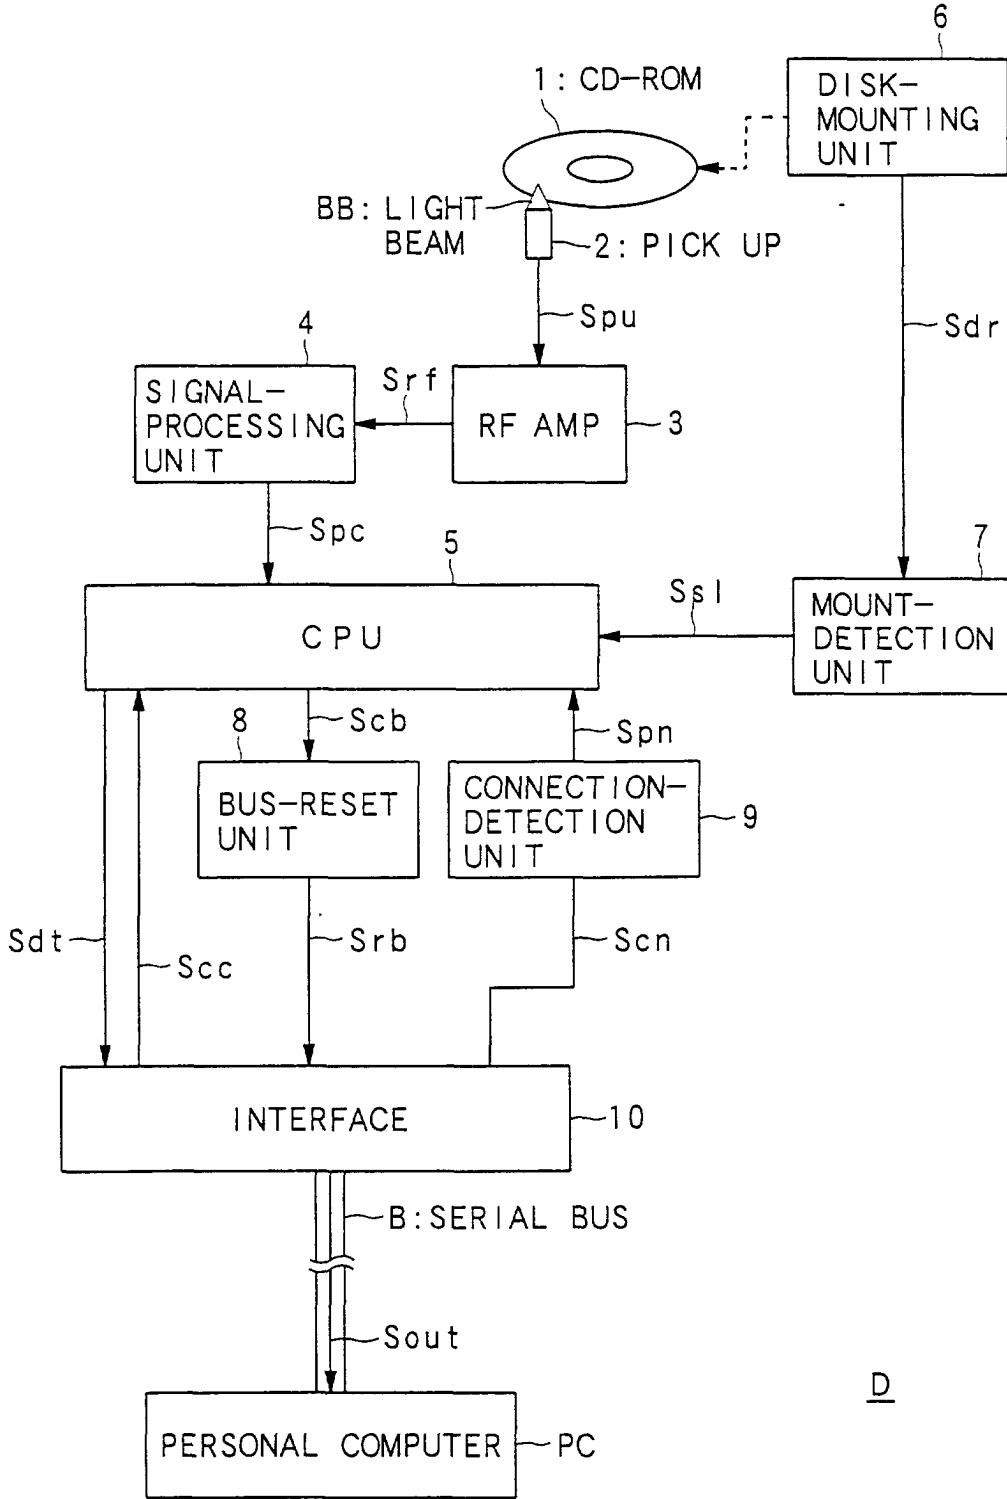 6
1: CD-ROM
DISK-
MOUNTING
UNIT
BB: LIGHT
BEAM
2: PICK UP
Spu
Sdr
4
SIGNAL-
PROCESSING
UNIT
Srf
RF AMP
3
Spc
5
7
CPU
Ssl
MOUNT-
DETECTION
UNIT
8
Scb
Spn
BUS-RESET
UNIT
CONNECTION-
DETECTION
UNIT
9
Sdt
Scc
Srb
Scn
INTERFACE
10
B:SERIAL BUS
Sout
D
PERSONAL COMPUTER
PC